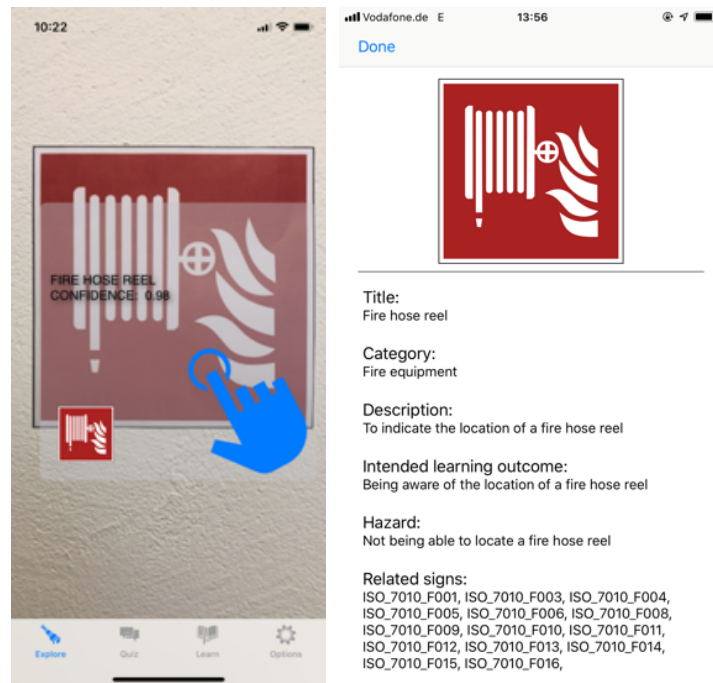 10:22
FIRE HOSE REEL
CONFIDENCE: 0.98
Explore Quiz Learn Options
Vodafone.de E 13:56
Done
Title:
Fire hose reel
Category:
Fire equipment
Description:
To indicate the location of a fire hose reel
Intended learning outcome:
Being aware of the location of a fire hose reel
Hazard:
Not being able to locate a fire hose reel
Related signs:
ISO_7010_F001, ISO_7010_F003, ISO_7010_F004,
ISO_7010_F005, ISO_7010_F006, ISO_7010_F008,
ISO_7010_F009, ISO_7010_F010, ISO_7010_F011,
ISO_7010_F012, ISO_7010_F013, ISO_7010_F014,
ISO_7010_F015, ISO_7010_F016,